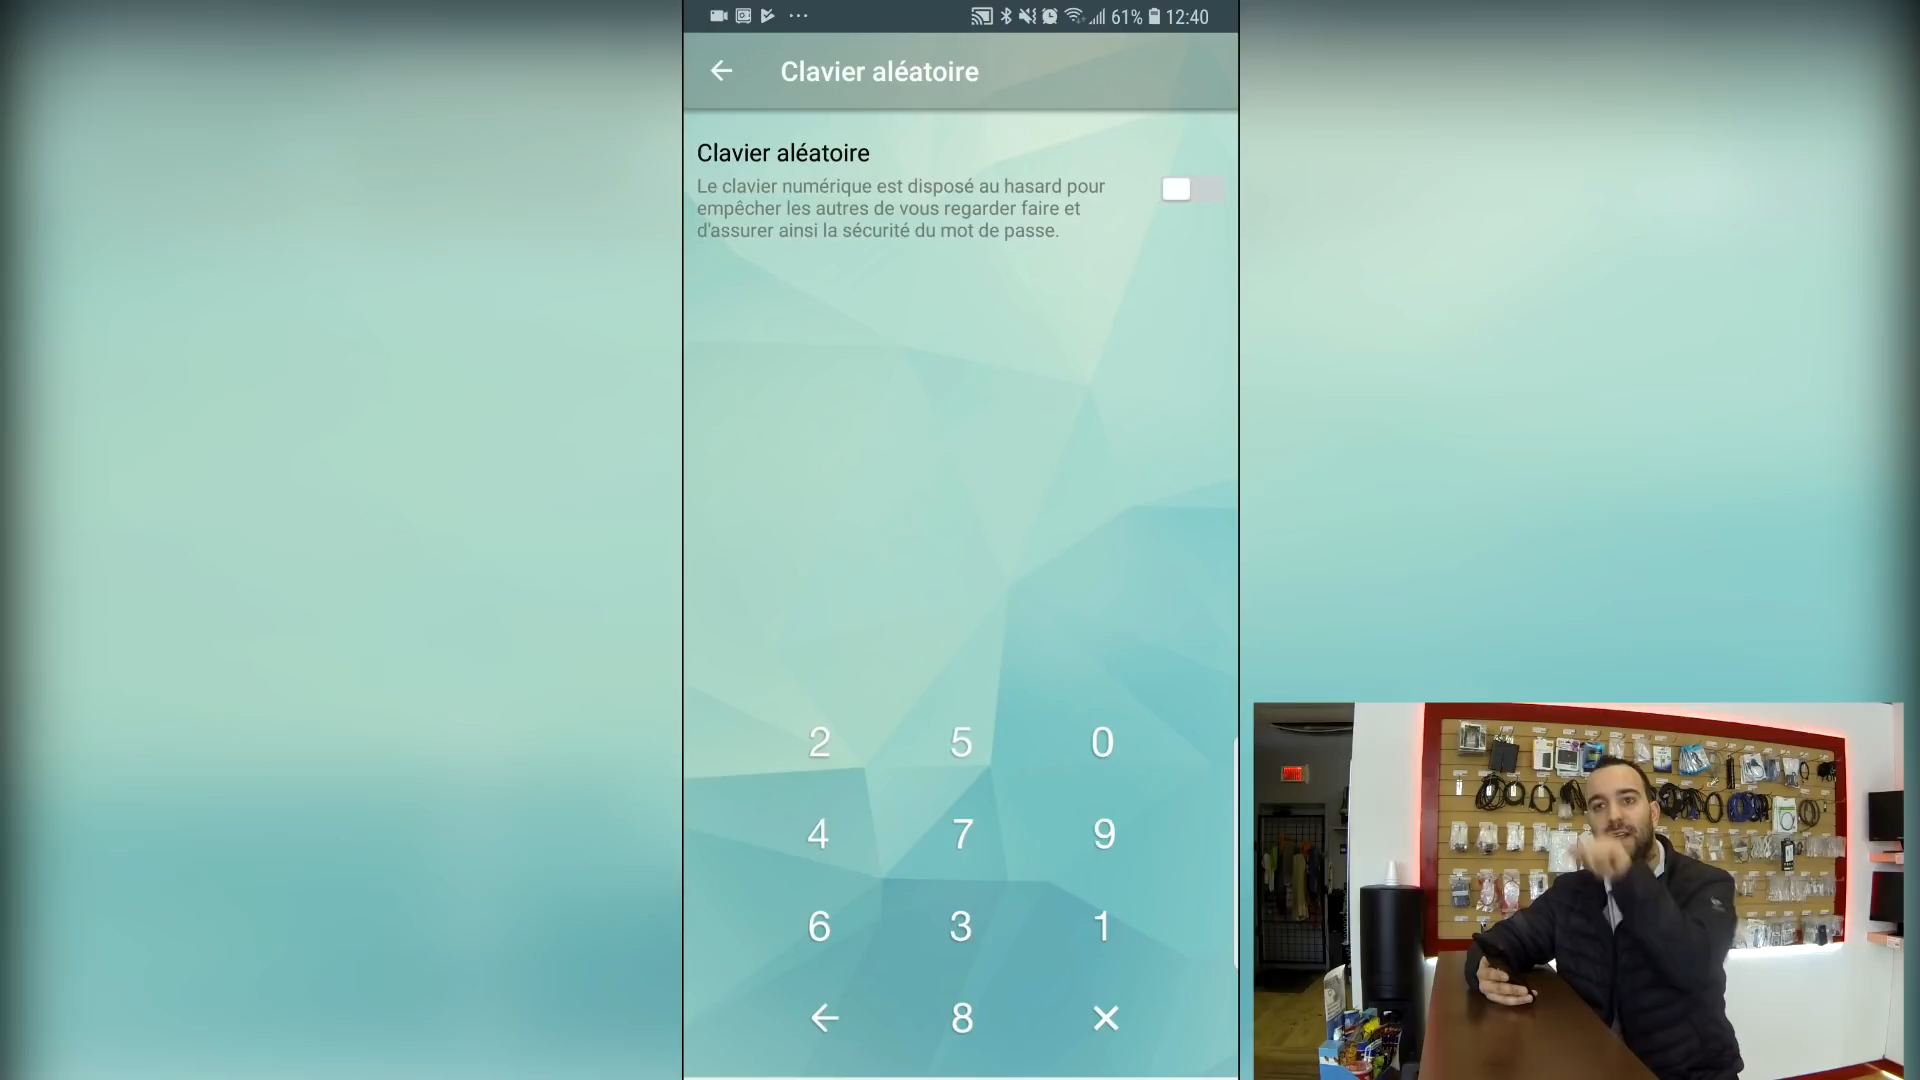 61% 12:40
Clavier aléatoire
Clavier aléatoire
Le clavier numérique est disposé au hasard pour
empêcher les autres de vous regarder faire et
d'assurer ainsi la sécurité du mot de passe.
2 5 0
4 7 9
6 3 1
8